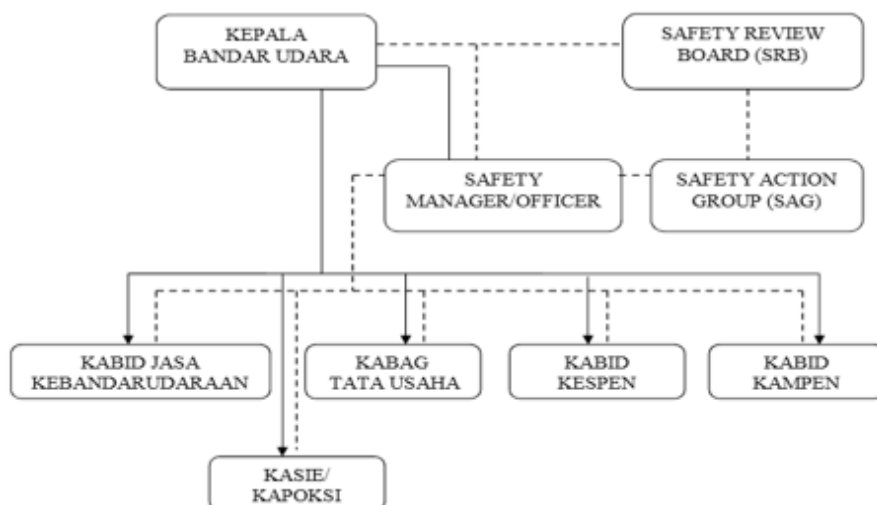 KEPALA
BANDAR UDARA
SAFETY REVIEW
BOARD (SRB)
SAFETY
MANAGER/OFFICER
SAFETY ACTION
GROUP (SAG)
KABID JASA
KEBANDARUDARAAN
KABAG
TATA USAHA
KABID
KESPEN
KABID
KAMPEN
KASIE/
KAPOKSI